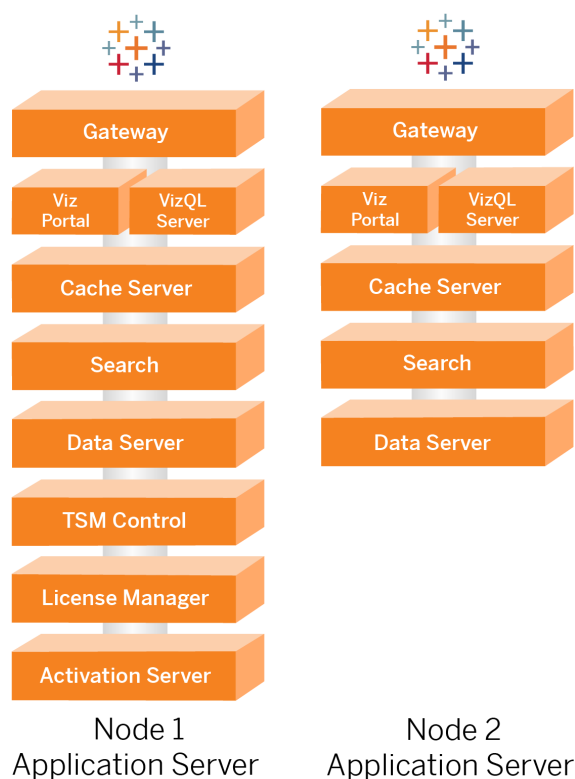 Gateway
Viz
Portal
VizQL
Server
Cache Server
Search
Data Server
TSM Control
License Manager
Activation Server
Node 1
Application Server
Gateway
Viz
Portal
VizQL
Server
Cache Server
Search
Data Server
Node 2
Application Server